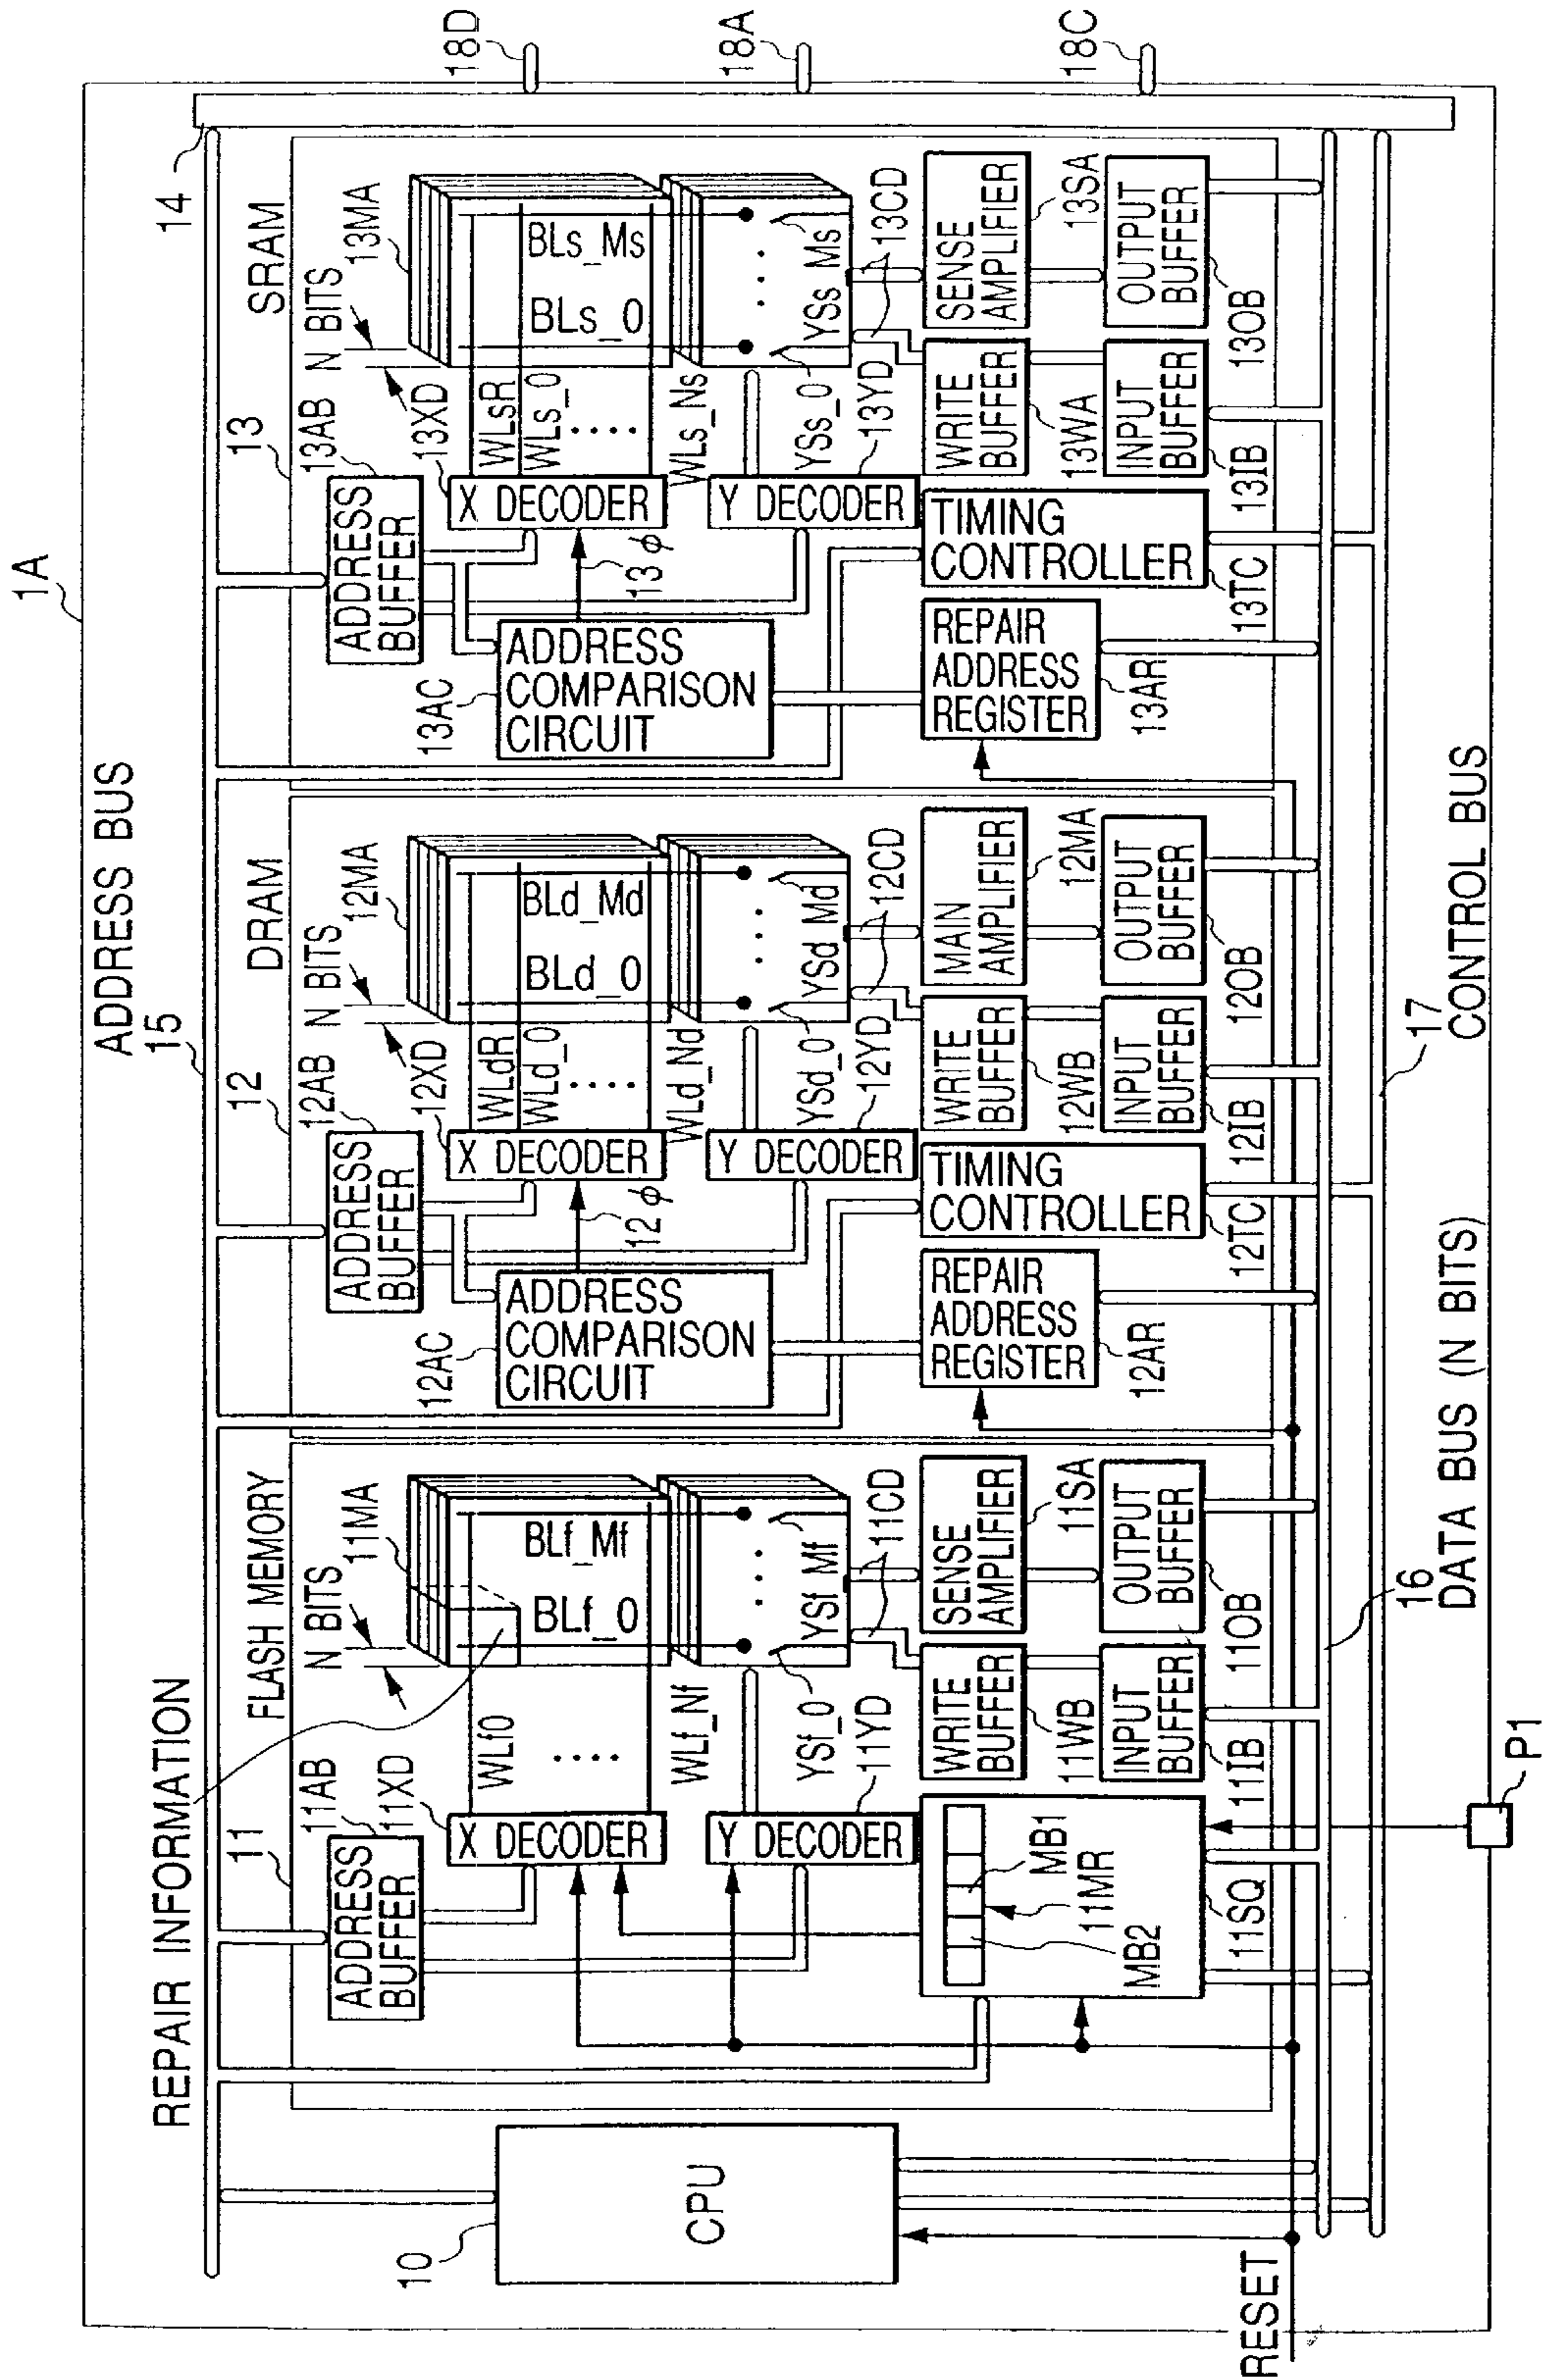 1A
ADDRESS BUS
15
REPAIR INFORMATION
14
11
FLASH MEMORY
12
DRAM
13
SRAM
10
CPU
11AB
ADDRESS
BUFFER
11XD
X DECODER
N BITS
11MA
WLf0
. . . .
WLf_Nf
BLf_0
BLf_Mf
Y DECODER
11YD
YSf_0
. . .
YSf_Mf
11CD
MB2
MB1
11MR
11SQ
WRITE
BUFFER
11WB
SENSE
AMPLIFIER
11SA
INPUT
BUFFER
11IB
OUTPUT
BUFFER
11OB
12AB
ADDRESS
BUFFER
12XD
X DECODER
N BITS
12MA
WLdR
WLd_0
. . . .
WLd_Nd
BLd_0
BLd_Md
12AC
ADDRESS
COMPARISON
CIRCUIT
12 ϕ
Y DECODER
12YD
YSd_0
. . .
YSd_Md
12CD
REPAIR
ADDRESS
REGISTER
12AR
TIMING
CONTROLLER
12TC
WRITE
BUFFER
12WB
MAIN
AMPLIFIER
12MA
INPUT
BUFFER
12IB
OUTPUT
BUFFER
12OB
13AB
ADDRESS
BUFFER
13XD
X DECODER
N BITS
13MA
WLsR
WLs_0
. . . .
WLs_Ns
BLs_0
BLs_Ms
13AC
ADDRESS
COMPARISON
CIRCUIT
13 ϕ
Y DECODER
13YD
YSs_0
. . .
YSs_Ms
13CD
REPAIR
ADDRESS
REGISTER
13AR
TIMING
CONTROLLER
13TC
WRITE
BUFFER
13WA
SENSE
AMPLIFIER
13SA
INPUT
BUFFER
13IB
OUTPUT
BUFFER
13OB
18D
18A
18C
RESET
P1
16
DATA BUS (N BITS)
17
CONTROL BUS